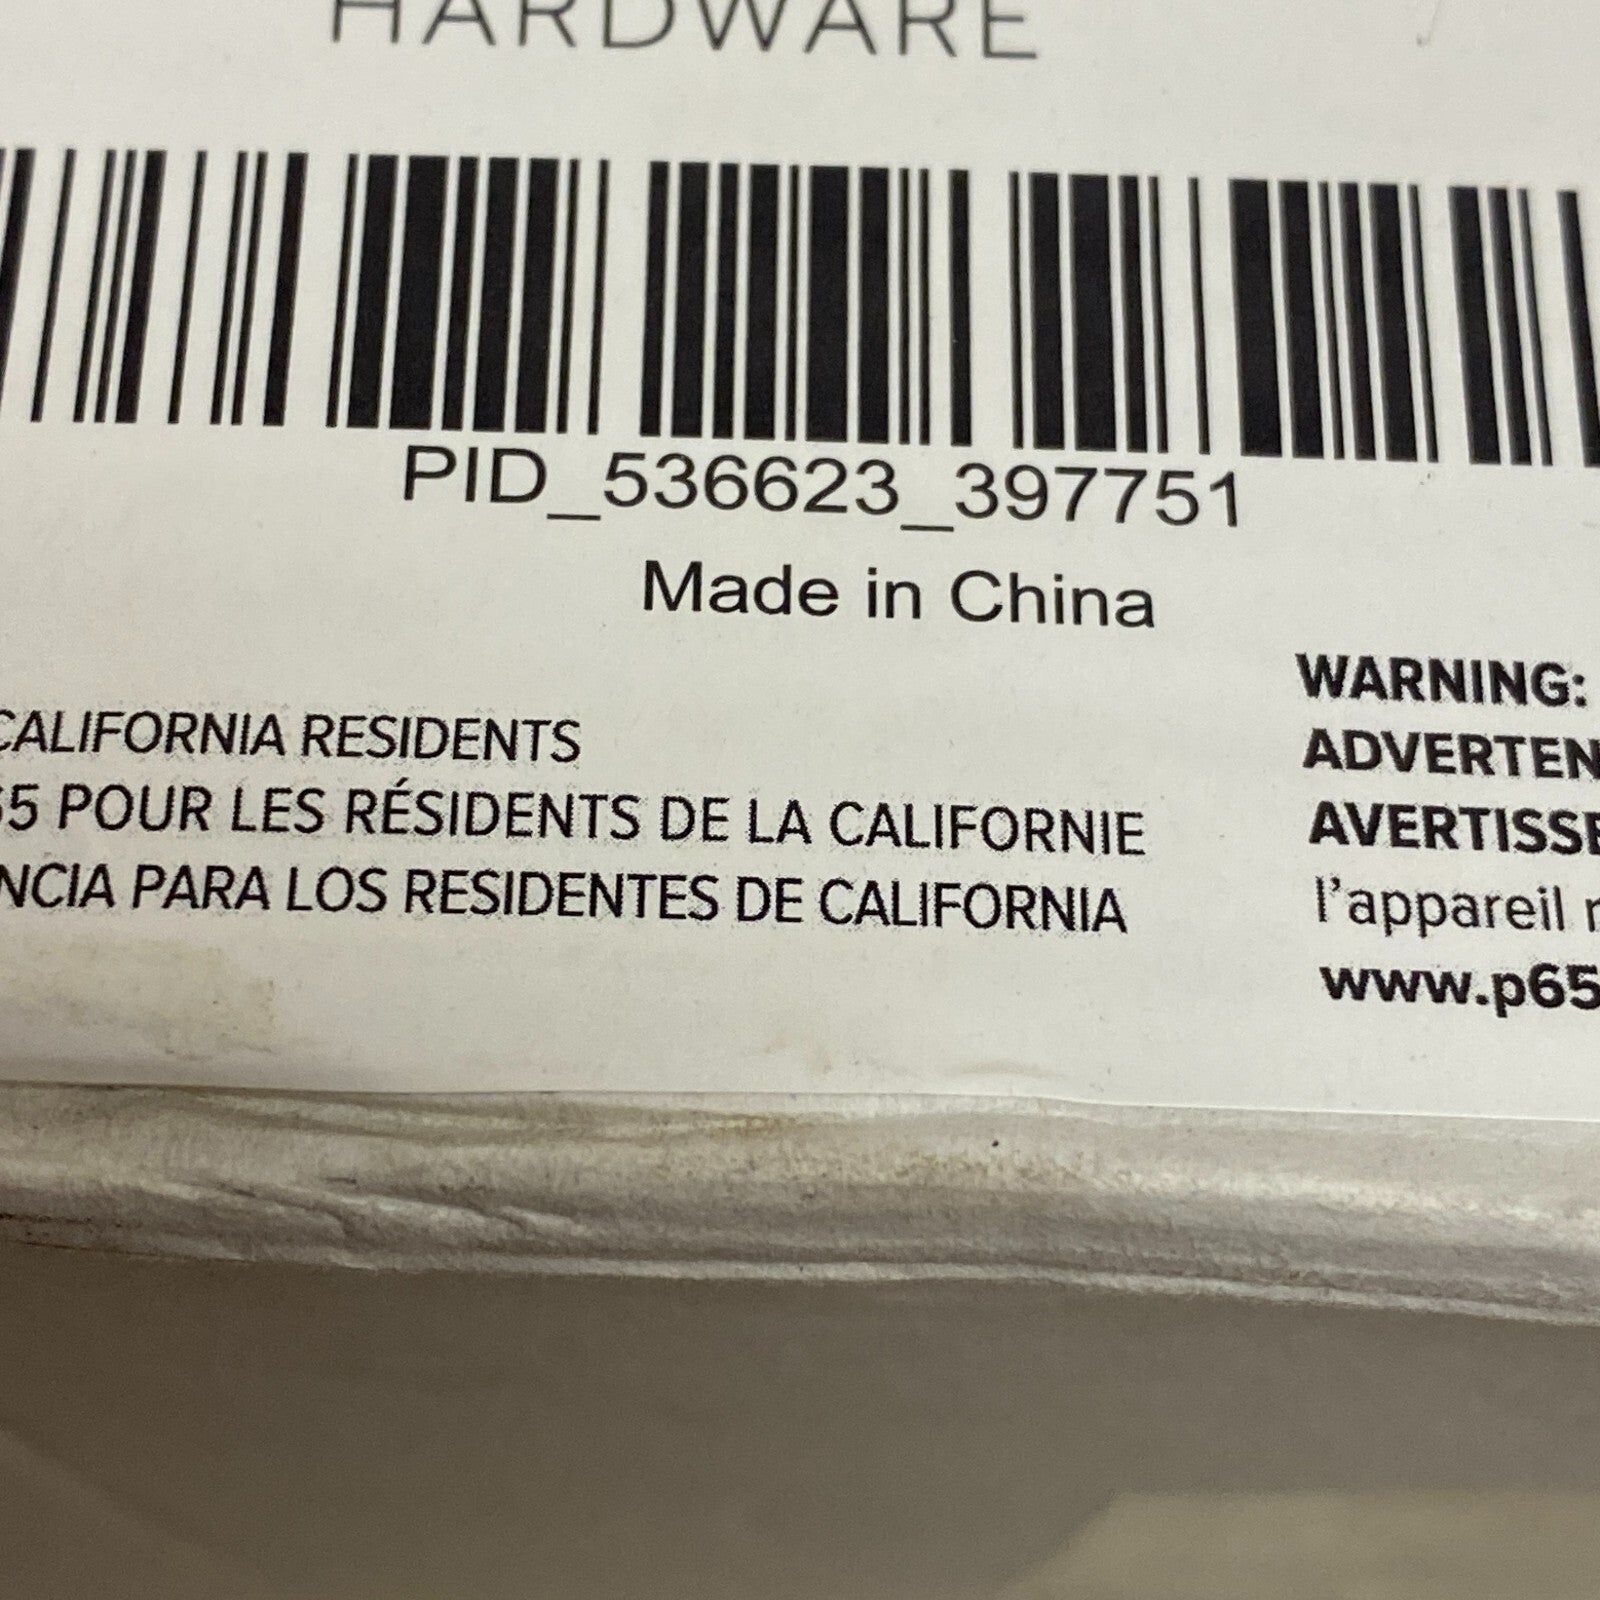 HARDWARE
PID_536623_397751
Made in China
CALIFORNIA RESIDENTS
65 POUR LES RÉSIDENTS DE LA CALIFORNIE
NCIA PARA LOS RESIDENTES DE CALIFORNIA
WARNING:
ADVERTEN
AVERTISSE
l'appareil
www.p65